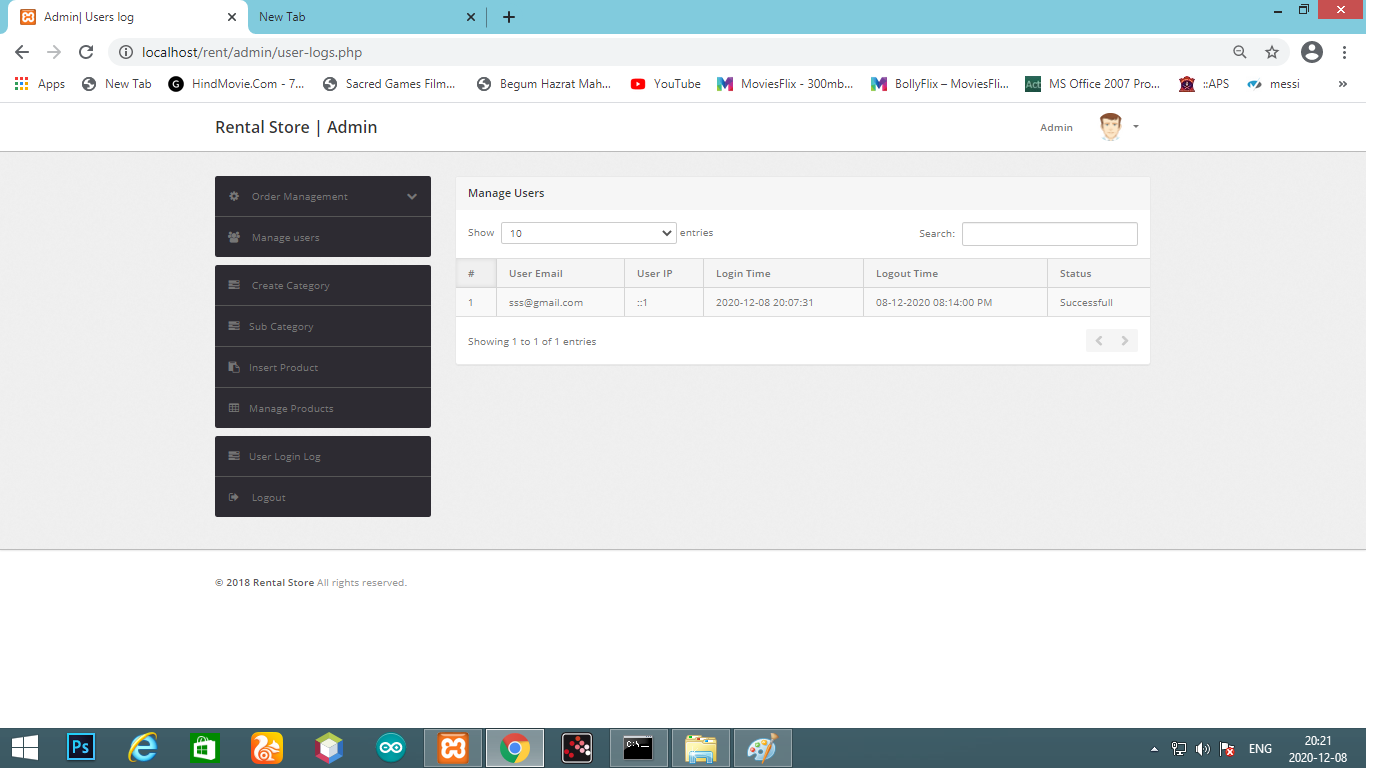 Admin| Users log
New Tab
localhost/rent/admin/user-logs.php
Apps
New Tab
HindMovie.Com - 7...
Sacred Games Film...
Begum Hazrat Mah...
YouTube
MoviesFlix - 300mb...
BollyFlix – MoviesFli...
Act
MS Office 2007 Pro...
::APS
messi
»
Rental Store | Admin
Admin
Order Management
Manage users
Create Category
Sub Category
Insert Product
Manage Products
User Login Log
Logout
Manage Users
Show 10 entries
Search:
# User Email User IP Login Time Logout Time Status
1 sss@gmail.com ::1 2020-12-08 20:07:31 08-12-2020 08:14:00 PM Successfull
Showing 1 to 1 of 1 entries
© 2018 Rental Store All rights reserved.
Ps
C:\_
ENG
20:21
2020-12-08